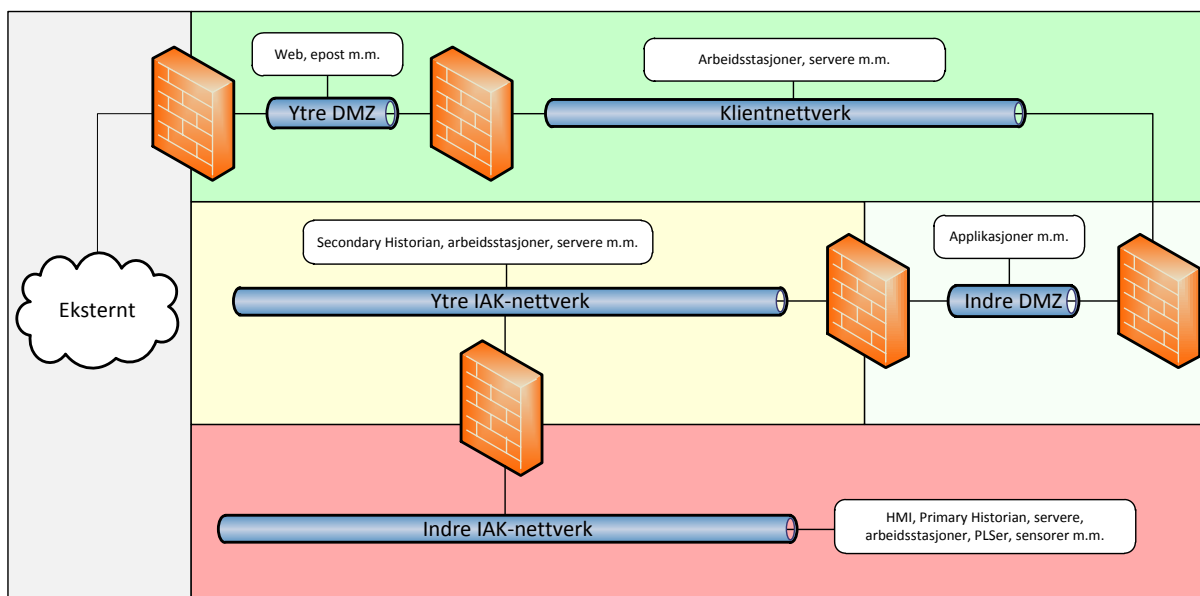 Web, epost m.m.
Ytre DMZ
Arbeidsstasjoner, servere m.m.
Klientnettverk
Eksternt
Secondary Historian, arbeidsstasjoner, servere m.m.
Ytre IAK-nettverk
Applikasjoner m.m.
Indre DMZ
Indre IAK-nettverk
HMI, Primary Historian, servere,
arbeidsstasjoner, PLSer, sensorer m.m.